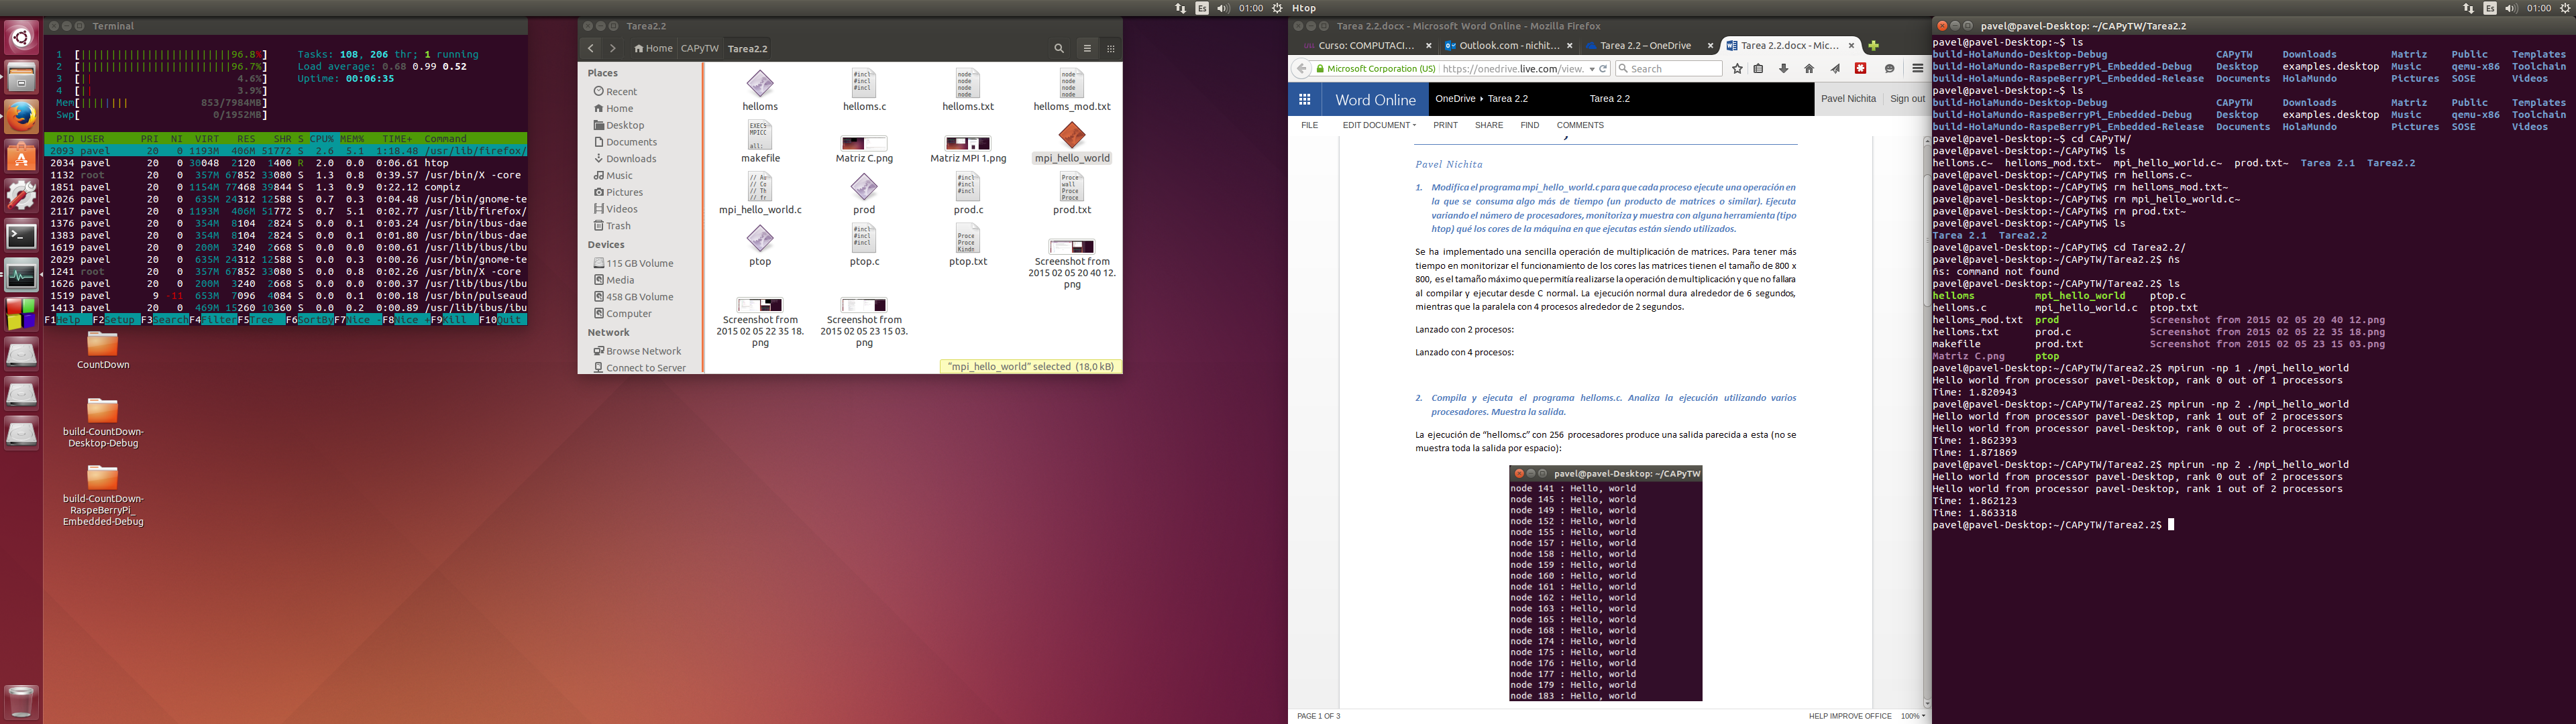 Es 01:00 Htop Es 01:00
Terminal
1 [||||||||||||||||||||||||||96.8%] Tasks: 108, 206 thr; 1 running
2 [||||||||||||||||||||||||||96.7%] Load average: 0.68 0.99 0.52
3 [|| 4.6%] Uptime: 00:06:35
4 [| 3.9%]
Mem[|||||||| 853/7984MB]
Swp[ 0/1952MB]
PID USER PRI NI VIRT RES SHR S CPU% MEM% TIME+ Command
2093 pavel 20 0 1193M 406M 51772 S 2.6 5.1 1:18.48 /usr/lib/firefox/
2034 pavel 20 0 30048 2120 1400 R 2.0 0.0 0:06.61 htop
1132 root 20 0 357M 67852 33080 S 1.3 0.8 0:39.57 /usr/bin/X -core
1851 pavel 20 0 1154M 77468 39844 S 1.3 0.9 0:22.12 compiz
2026 pavel 20 0 635M 24312 12588 S 0.7 0.3 0:04.48 /usr/bin/gnome-te
2117 pavel 20 0 1193M 406M 51772 S 0.7 5.1 0:02.77 /usr/lib/firefox/
1376 pavel 20 0 354M 8104 2824 S 0.0 0.1 0:03.24 /usr/bin/ibus-dae
1383 pavel 20 0 354M 8104 2824 S 0.0 0.1 0:01.80 /usr/bin/ibus-dae
1619 pavel 20 0 200M 3240 2668 S 0.0 0.0 0:00.61 /usr/lib/ibus/ibu
2029 pavel 20 0 635M 24312 12588 S 0.0 0.3 0:00.26 /usr/bin/gnome-te
1241 root 20 0 357M 67852 33080 S 0.0 0.8 0:02.26 /usr/bin/X -core
1626 pavel 20 0 200M 3240 2668 S 0.0 0.0 0:00.37 /usr/lib/ibus/ibu
1519 pavel 9 -11 653M 7096 4084 S 0.0 0.1 0:00.18 /usr/bin/pulseaud
1413 pavel 20 0 469M 15260 10360 S 0.0 0.2 0:00.89 /usr/lib/ibus/ibu
F1Help F2Setup F3Search F4Filter F5Tree F6SortBy F7Nice - F8Nice + F9Kill F10Quit
CountDown
build-CountDown-
Desktop-Debug
build-CountDown-
RaspeBerryPi_
Embedded-Debug
Tarea2.2
Home CAPyTW Tarea2.2
Places
Recent
Home
Desktop
Documents
Downloads
Music
Pictures
Videos
Trash
Devices
115 GB Volume
Media
458 GB Volume
Computer
Network
Browse Network
Connect to Server
helloms helloms.c helloms.txt helloms_mod.txt
makefile Matriz C.png Matriz MPI 1.png mpi_hello_world
mpi_hello_world.c prod prod.c prod.txt
ptop ptop.c ptop.txt Screenshot from
2015 02 05 20 40 12.
png
Screenshot from Screenshot from
2015 02 05 22 35 18. 2015 02 05 23 15 03.
png png
"mpi_hello_world" selected (18,0 kB)
Tarea 2.2.docx - Microsoft Word Online - Mozilla Firefox
Curso: COMPUTACI... Outlook.com - nichit... Tarea 2.2 – OneDrive Tarea 2.2.docx - Mic...
Microsoft Corporation (US) https://onedrive.live.com/view. Search
Word Online OneDrive Tarea 2.2 Tarea 2.2 Pavel Nichita Sign out
FILE EDIT DOCUMENT PRINT SHARE FIND COMMENTS
Pavel Nichita
1. Modifica el programa mpi_hello_world.c para que cada proceso ejecute una operación en
la que se consuma algo más de tiempo (un producto de matrices o similar). Ejecuta
variando el número de procesadores, monitoriza y muestra con alguna herramienta (tipo
htop) qué los cores de la máquina en que ejecutas están siendo utilizados.
Se ha implementado una sencilla operación de multiplicación de matrices. Para tener más
tiempo en monitorizar el funcionamiento de los cores las matrices tienen el tamaño de 800 x
800, es el tamaño máximo que permitía realizarse la operación de multiplicación y que no fallara
al compilar y ejecutar desde C normal. La ejecución normal dura alrededor de 6 segundos,
mientras que la paralela con 4 procesos alrededor de 2 segundos.
Lanzado con 2 procesos:
Lanzado con 4 procesos:
2. Compila y ejecuta el programa helloms.c. Analiza la ejecución utilizando varios
procesadores. Muestra la salida.
La ejecución de "helloms.c" con 256 procesadores produce una salida parecida a esta (no se
muestra toda la salida por espacio):
pavel@pavel-Desktop: ~/CAPyTW
node 141 : Hello, world
node 145 : Hello, world
node 149 : Hello, world
node 152 : Hello, world
node 155 : Hello, world
node 157 : Hello, world
node 158 : Hello, world
node 159 : Hello, world
node 160 : Hello, world
node 161 : Hello, world
node 162 : Hello, world
node 163 : Hello, world
node 165 : Hello, world
node 168 : Hello, world
node 174 : Hello, world
node 175 : Hello, world
node 176 : Hello, world
node 177 : Hello, world
node 179 : Hello, world
node 183 : Hello, world
PAGE 1 OF 3 HELP IMPROVE OFFICE 100%
pavel@pavel-Desktop: ~/CAPyTW/Tarea2.2
pavel@pavel-Desktop:~$ ls
build-HolaMundo-Desktop-Debug CAPyTW Downloads Matriz Public Templates
build-HolaMundo-RaspeBerryPi_Embedded-Debug Desktop examples.desktop Music qemu-x86 Toolchain
build-HolaMundo-RaspeBerryPi_Embedded-Release Documents HolaMundo Pictures SOSE Videos
pavel@pavel-Desktop:~$ ls
build-HolaMundo-Desktop-Debug CAPyTW Downloads Matriz Public Templates
build-HolaMundo-RaspeBerryPi_Embedded-Debug Desktop examples.desktop Music qemu-x86 Toolchain
build-HolaMundo-RaspeBerryPi_Embedded-Release Documents HolaMundo Pictures SOSE Videos
pavel@pavel-Desktop:~$ cd CAPyTW/
pavel@pavel-Desktop:~/CAPyTW$ ls
helloms.c~ helloms_mod.txt~ mpi_hello_world.c~ prod.txt~ Tarea 2.1 Tarea2.2
pavel@pavel-Desktop:~/CAPyTW$ rm helloms.c~
pavel@pavel-Desktop:~/CAPyTW$ rm helloms_mod.txt~
pavel@pavel-Desktop:~/CAPyTW$ rm mpi_hello_world.c~
pavel@pavel-Desktop:~/CAPyTW$ rm prod.txt~
pavel@pavel-Desktop:~/CAPyTW$ ls
Tarea 2.1 Tarea2.2
pavel@pavel-Desktop:~/CAPyTW$ cd Tarea2.2/
pavel@pavel-Desktop:~/CAPyTW/Tarea2.2$ ñs
ñs: command not found
pavel@pavel-Desktop:~/CAPyTW/Tarea2.2$ ls
helloms mpi_hello_world ptop.c
helloms.c mpi_hello_world.c ptop.txt
helloms_mod.txt prod Screenshot from 2015 02 05 20 40 12.png
helloms.txt prod.c Screenshot from 2015 02 05 22 35 18.png
makefile prod.txt Screenshot from 2015 02 05 23 15 03.png
Matriz C.png ptop
pavel@pavel-Desktop:~/CAPyTW/Tarea2.2$ mpirun -np 1 ./mpi_hello_world
Hello world from processor pavel-Desktop, rank 0 out of 1 processors
Time: 1.820943
pavel@pavel-Desktop:~/CAPyTW/Tarea2.2$ mpirun -np 2 ./mpi_hello_world
Hello world from processor pavel-Desktop, rank 1 out of 2 processors
Hello world from processor pavel-Desktop, rank 0 out of 2 processors
Time: 1.862393
Time: 1.871869
pavel@pavel-Desktop:~/CAPyTW/Tarea2.2$ mpirun -np 2 ./mpi_hello_world
Hello world from processor pavel-Desktop, rank 0 out of 2 processors
Hello world from processor pavel-Desktop, rank 1 out of 2 processors
Time: 1.862123
Time: 1.863318
pavel@pavel-Desktop:~/CAPyTW/Tarea2.2$